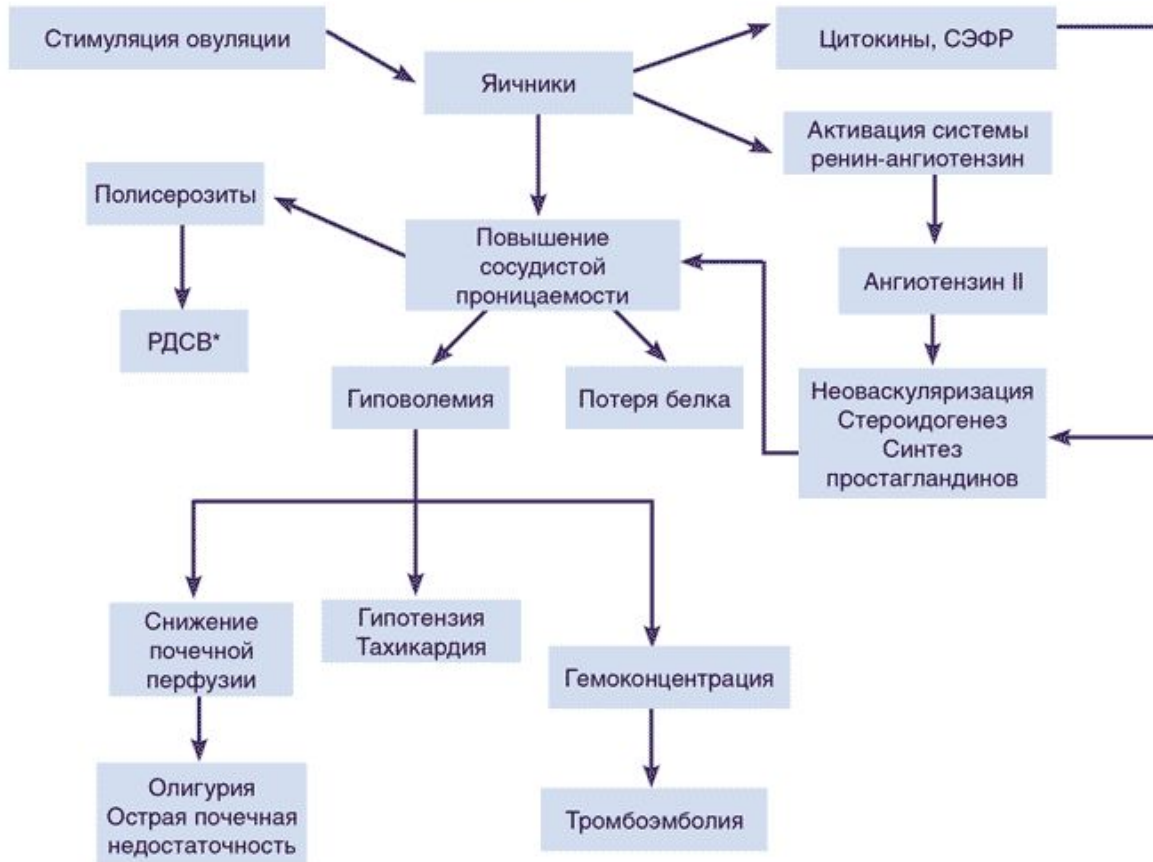 Стимуляция овуляции
Цитокины, СЭФР
Яичники
Активация системы
ренин-ангиотензин
Полисерозиты
Повышение
сосудистой
проницаемости
Ангиотензин II
РДСВ*
Гиповолемия
Потеря белка
Неоваскуляризация
Стероидогенез
Синтез
простагландинов
Снижение
почечной
перфузии
Гипотензия
Тахикардия
Гемоконцентрация
Олигурия
Острая почечная
недостаточность
Тромбоэмболия